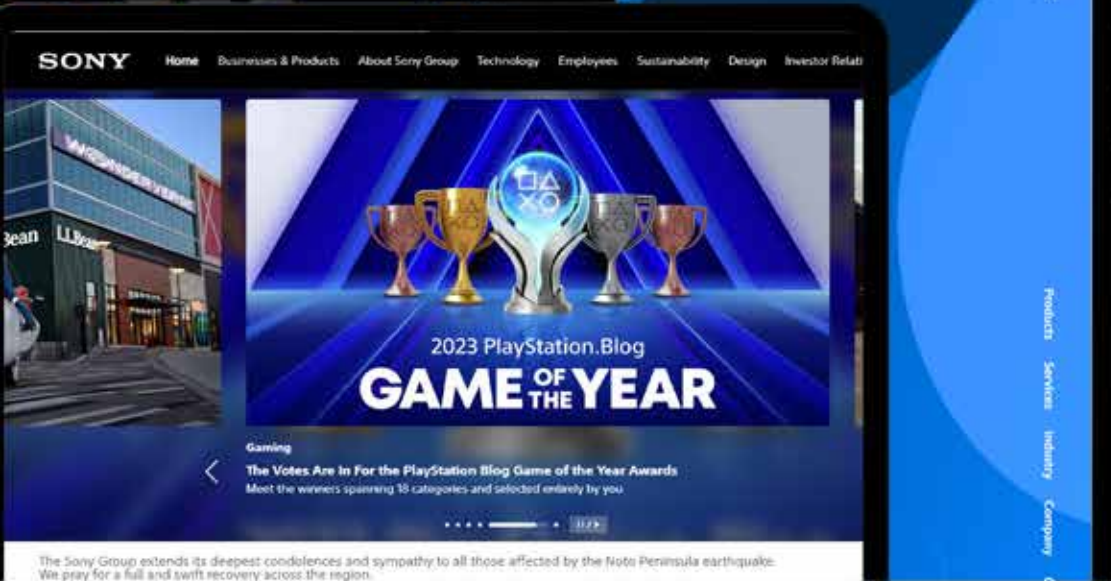 SONY
Home Businesses & Products About Sony Group Technology Employees Sustainability Design Investor Relati
WONDERVERSE
Bean L.L.Bean
2023 PlayStation.Blog
GAME OF THE YEAR
Gaming
The Votes Are In For the PlayStation Blog Game of the Year Awards
Meet the winners spanning 18 categories and selected entirely by you
The Sony Group extends its deepest condolences and sympathy to all those affected by the Noto Peninsula earthquake.
We pray for a full and swift recovery across the region.
Products Services Industry Company